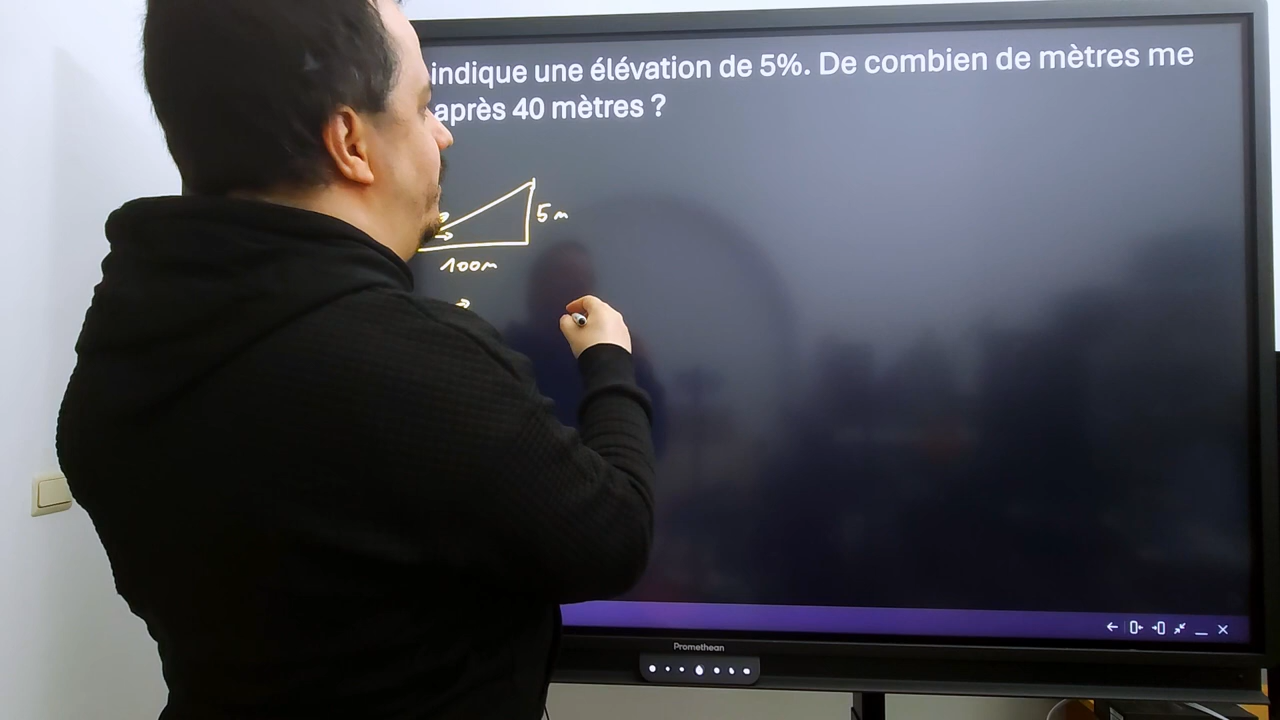 indique une élévation de 5%. De combien de mètres me
après 40 mètres ?
5 m
100m
Promethean